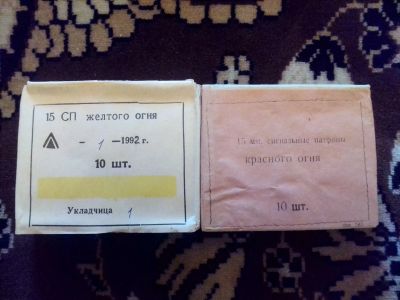 15 СП желтого огня
- 1 -1992 г.
10 шт.
Укладчица 1
15 мм. сигнальные патроны
красного огня
10 шт.